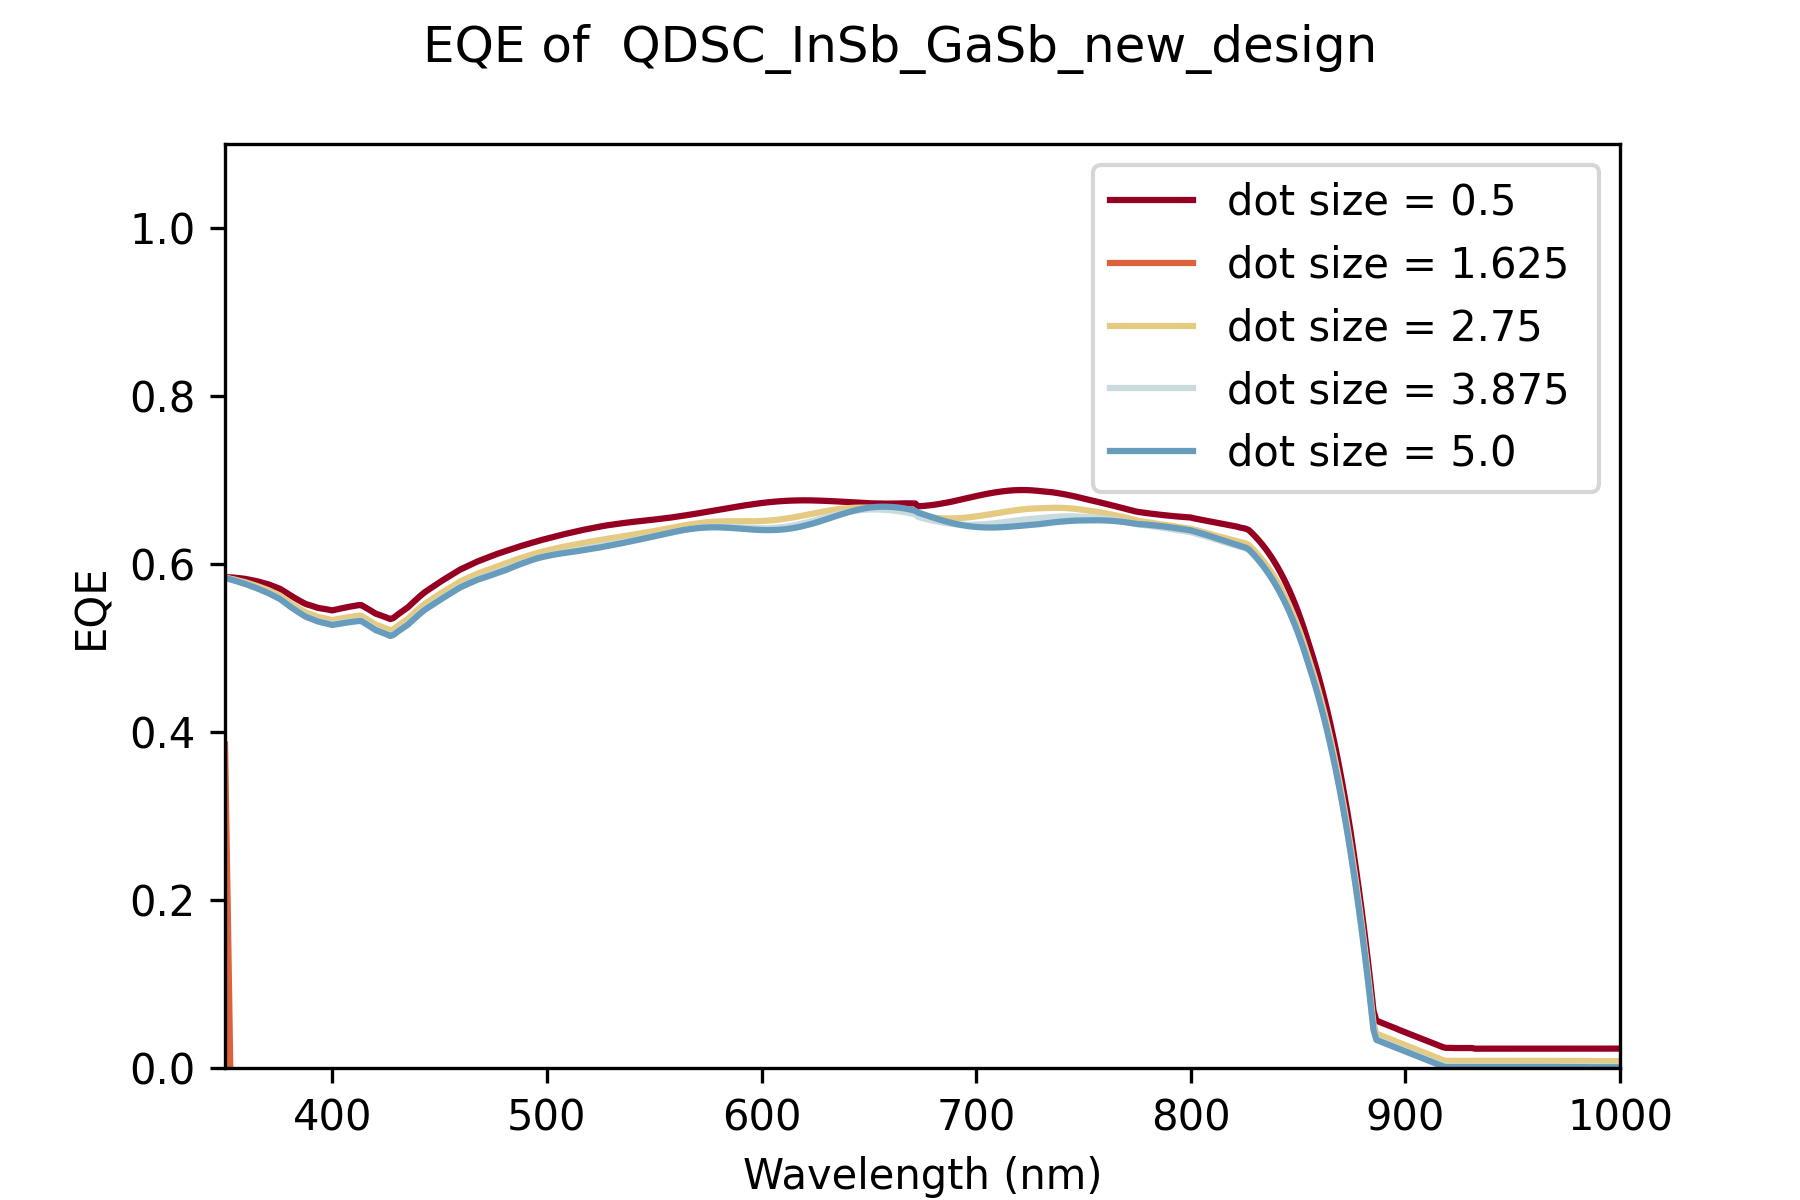 EQE of  QDSC_InSb_GaSb_new_design
dot size = 0.5
dot size = 1.625
dot size = 2.75
dot size = 3.875
dot size = 5.0
1.0
0.8
0.6
0.4
0.2
0.0
EQE
400 500 600 700 800 900 1000
Wavelength (nm)